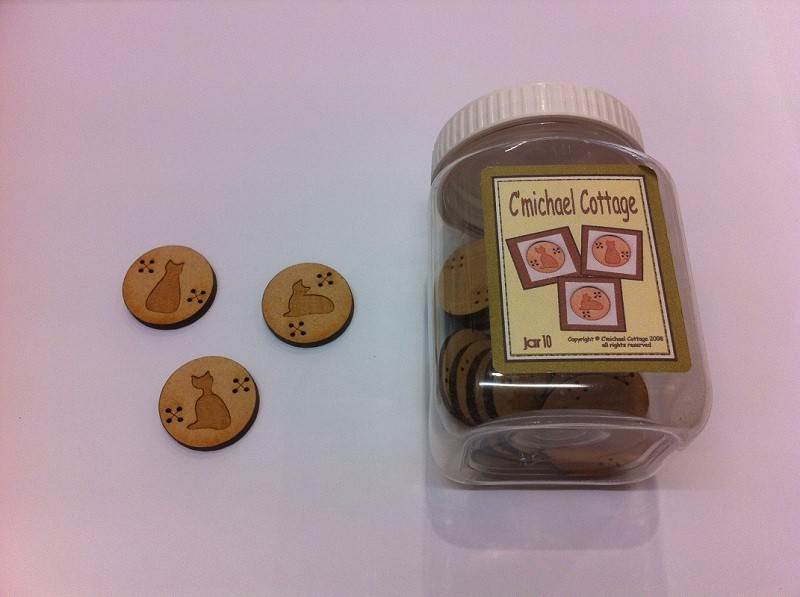 C'michael Cottage
Jar 10
Copyright © C'michael Cottage 2008
all rights reserved